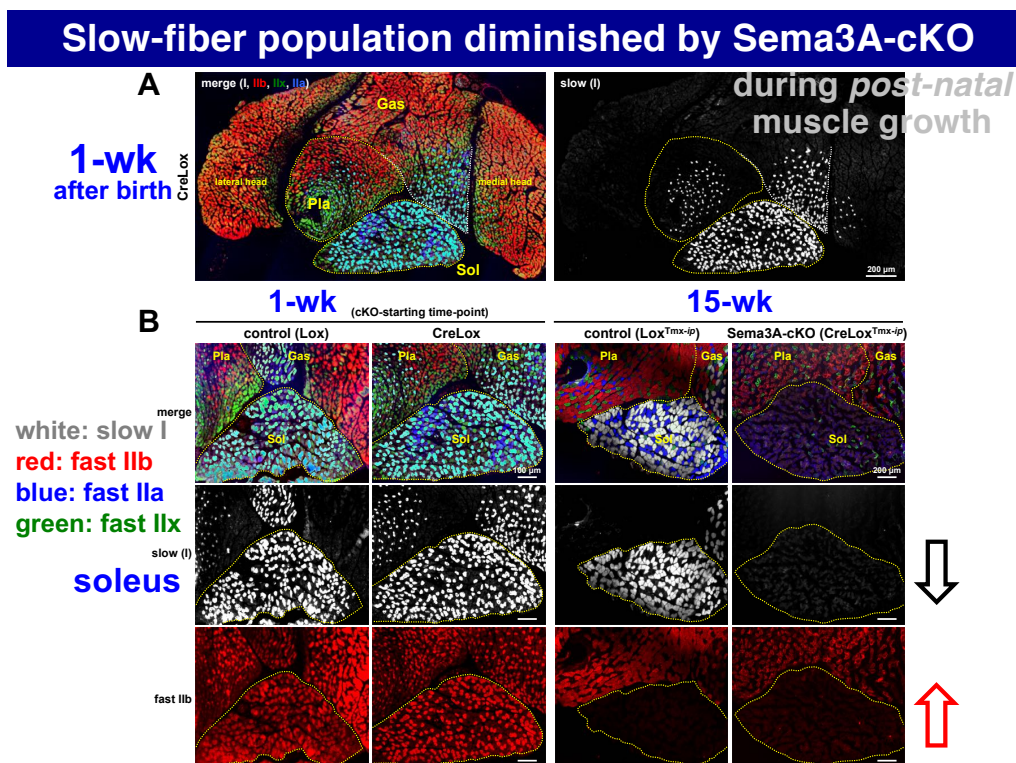 Slow-fiber population diminished by Sema3A-cKO
during post-natal
muscle growth
A
1-wk
after birth
CreLox
merge (I, IIb, IIx, IIa)
Gas
lateral head
medial head
Pla
Sol
slow (I)
200 µm
B
1-wk (cKO-starting time-point)
15-wk
control (Lox)
CreLox
control (LoxTmx-ip)
Sema3A-cKO (CreLoxTmx-ip)
merge
Pla
Gas
Sol
Pla
Gas
Sol
100 µm
Pla
Gas
Sol
Pla
Gas
Sol
200 µm
white: slow I
red: fast IIb
blue: fast IIa
green: fast IIx
slow (I)
soleus
fast IIb